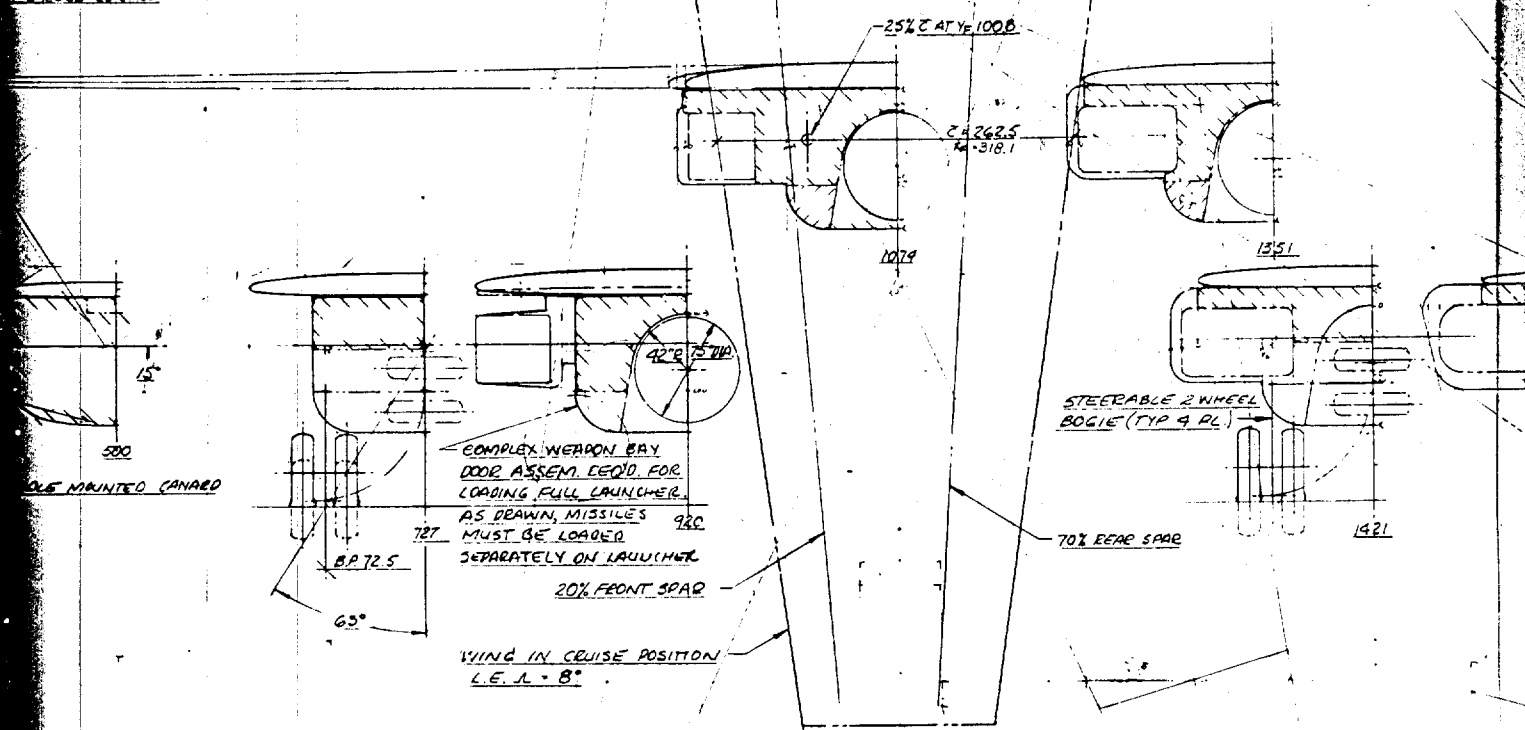 25% C̄ AT Y= 1008
C̄ = 262.5
318.1
1074
1351
42"R 75"DIA
15°
500
OLE MOUNTED CANARD
727
B.P. 72.5
63°
COMPLEX WEAPON BAY
DOOR ASSEM. REQ'D. FOR
LOADING FULL LAUNCHER.
AS DRAWN, MISSILES
MUST BE LOADED
SEPARATELY ON LAUNCHER
920
20% FRONT SPAR
WING IN CRUISE POSITION
L.E. Λ = 8°
70% REAR SPAR
STEERABLE 2 WHEEL
BOGIE (TYP 4 PL.)
1421